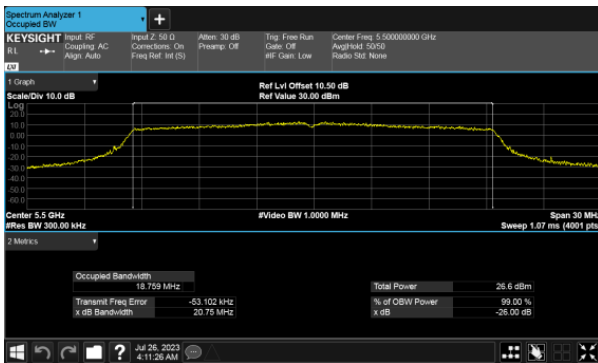 Spectrum Analyzer 1
Occupied BW
KEYSIGHT Input: RF Input Z: 50 Ω Atten: 30 dB Trig: Free Run Center Freq: 5.500000000 GHz
RL Coupling: AC Corrections: On Preamp: Off Gate: Off Avg|Hold: 50/50
Align: Auto Freq Ref: Int (S) #IF Gain: Low Radio Std: None
LXI
1 Graph
Ref Lvl Offset 10.50 dB
Scale/Div 10.0 dB Ref Value 30.00 dBm
Log
20.0
10.0
0.00
-10.0
-20.0
-30.0
-40.0
-50.0
-60.0
Center 5.5 GHz #Video BW 1.0000 MHz Span 30 MH
#Res BW 300.00 kHz Sweep 1.07 ms (4001 pts
2 Metrics
Occupied Bandwidth
18.759 MHz Total Power 26.6 dBm
Transmit Freq Error -53.102 kHz % of OBW Power 99.00 %
x dB Bandwidth 20.75 MHz x dB -26.00 dB
Jul 26, 2023
4:11:26 AM